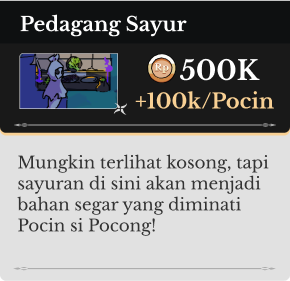 Pedagang Sayur
Rp 500K
+100k/Pocin
Mungkin terlihat kosong, tapi
sayuran di sini akan menjadi
bahan segar yang diminati
Pocin si Pocong!